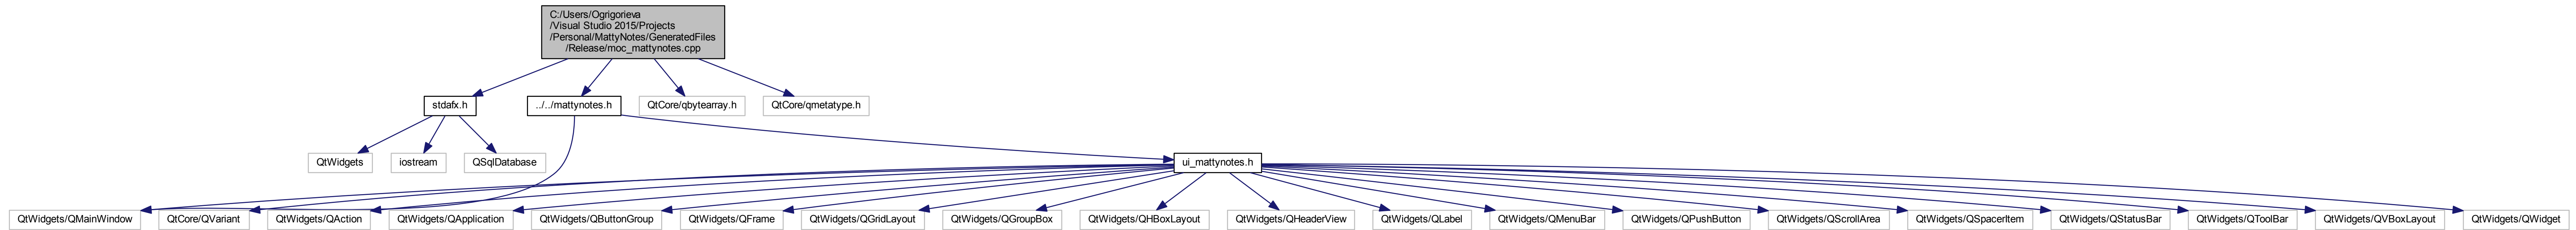 C:/Users/Ogrigorieva
/Visual Studio 2015/Projects
/Personal/MattyNotes/GeneratedFiles
/Release/moc_mattynotes.cpp
stdafx.h
../../mattynotes.h
QtCore/qbytearray.h
QtCore/qmetatype.h
QtWidgets
iostream
QSqlDatabase
ui_mattynotes.h
QtWidgets/QMainWindow
QtCore/QVariant
QtWidgets/QAction
QtWidgets/QApplication
QtWidgets/QButtonGroup
QtWidgets/QFrame
QtWidgets/QGridLayout
QtWidgets/QGroupBox
QtWidgets/QHBoxLayout
QtWidgets/QHeaderView
QtWidgets/QLabel
QtWidgets/QMenuBar
QtWidgets/QPushButton
QtWidgets/QScrollArea
QtWidgets/QSpacerItem
QtWidgets/QStatusBar
QtWidgets/QToolBar
QtWidgets/QVBoxLayout
QtWidgets/QWidget